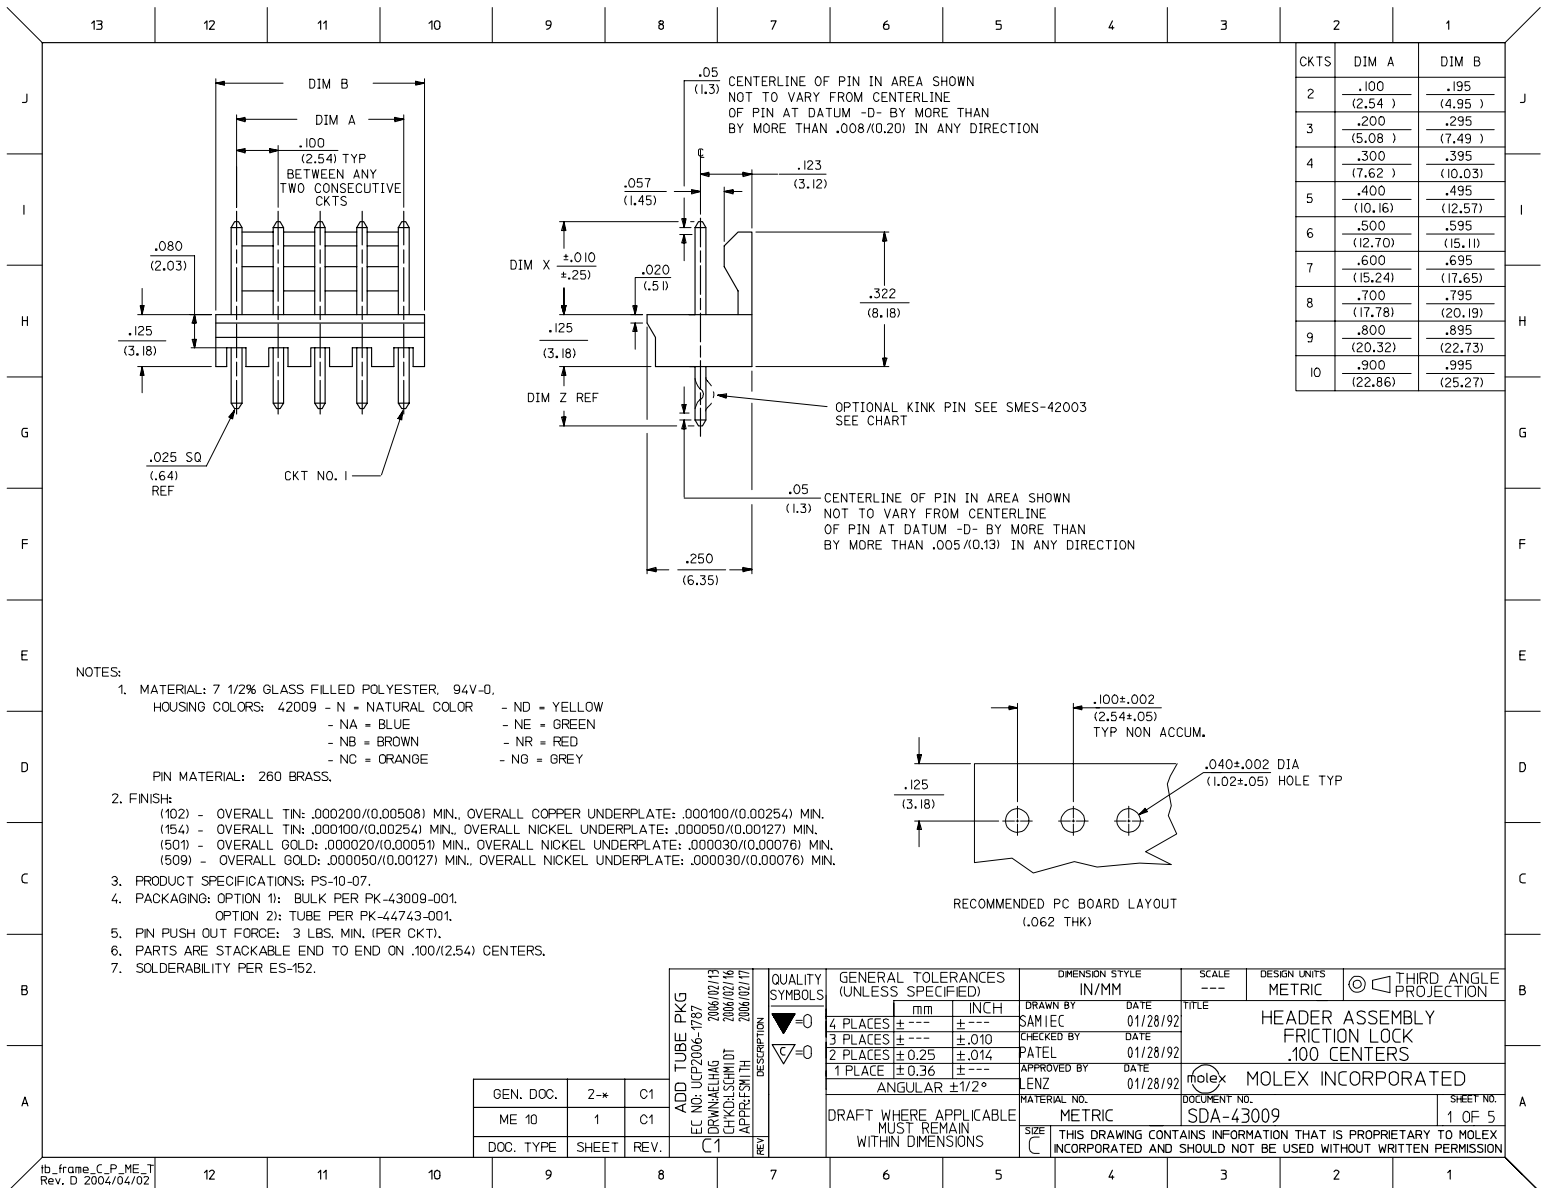 13 12 11 10 9 8 7 6 5 4 3 2 1
J
I
H
G
F
E
D
C
B
A
CKTS DIM A DIM B
2 .100 (2.54 ) .195 (4.95 )
3 .200 (5.08 ) .295 (7.49 )
4 .300 (7.62 ) .395 (10.03)
5 .400 (10.16) .495 (12.57)
6 .500 (12.70) .595 (15.11)
7 .600 (15.24) .695 (17.65)
8 .700 (17.78) .795 (20.19)
9 .800 (20.32) .895 (22.73)
10 .900 (22.86) .995 (25.27)
DIM B
DIM A
.100
(2.54) TYP
BETWEEN ANY
TWO CONSECUTIVE
CKTS
.080
(2.03)
.125
(3.18)
.025 SQ
(.64)
REF
CKT NO. 1
.05
(1.3)
CENTERLINE OF PIN IN AREA SHOWN
NOT TO VARY FROM CENTERLINE
OF PIN AT DATUM -D- BY MORE THAN
BY MORE THAN .008/(0.20) IN ANY DIRECTION
℄
.123
(3.12)
.057
(1.45)
DIM X ±.010
±.25)
.020
(.51)
.322
(8.18)
.125
(3.18)
DIM Z REF
OPTIONAL KINK PIN SEE SMES-42003
SEE CHART
.05
(1.3)
CENTERLINE OF PIN IN AREA SHOWN
NOT TO VARY FROM CENTERLINE
OF PIN AT DATUM -D- BY MORE THAN
BY MORE THAN .005/(0.13) IN ANY DIRECTION
.250
(6.35)
NOTES:
1. MATERIAL: 7 1/2% GLASS FILLED POLYESTER, 94V-0,
HOUSING COLORS: 42009 - N = NATURAL COLOR - ND = YELLOW
- NA = BLUE - NE = GREEN
- NB = BROWN - NR = RED
- NC = ORANGE - NG = GREY
PIN MATERIAL: 260 BRASS.
2. FINISH:
(102) - OVERALL TIN: .000200/(0.00508) MIN., OVERALL COPPER UNDERPLATE: .000100/(0.00254) MIN.
(154) - OVERALL TIN: .000100/(0.00254) MIN., OVERALL NICKEL UNDERPLATE: .000050/(0.00127) MIN.
(501) - OVERALL GOLD: .000020/(0.00051) MIN., OVERALL NICKEL UNDERPLATE: .000030/(0.00076) MIN.
(509) - OVERALL GOLD: .000050/(0.00127) MIN., OVERALL NICKEL UNDERPLATE: .000030/(0.00076) MIN.
3. PRODUCT SPECIFICATIONS: PS-10-07.
4. PACKAGING: OPTION 1): BULK PER PK-43009-001.
OPTION 2): TUBE PER PK-44743-001.
5. PIN PUSH OUT FORCE: 3 LBS. MIN. (PER CKT).
6. PARTS ARE STACKABLE END TO END ON .100/(2.54) CENTERS.
7. SOLDERABILITY PER ES-152.
.100±.002
(2.54±.05)
TYP NON ACCUM.
.125
(3.18)
.040±.002 DIA
(1.02±.05) HOLE TYP
RECOMMENDED PC BOARD LAYOUT
(.062 THK)
GEN. DOC. 2-* C1
ME 10 1 C1
DOC. TYPE SHEET REV.
ADD TUBE PKG
EC NO: UCP2006-1787
DRWN:AELHAG 2006/02/13
CH'KD:LSCHMIDT 2006/02/16
APPR:FSMITH 2006/02/17
C1
DESCRIPTION
REV
QUALITY
SYMBOLS
=0
C =0
GENERAL TOLERANCES
(UNLESS SPECIFIED)
mm INCH
4 PLACES ± --- ± ---
3 PLACES ± --- ± .010
2 PLACES ± 0.25 ± .014
1 PLACE ± 0.36 ± ---
ANGULAR ±1/2°
DRAFT WHERE APPLICABLE
MUST REMAIN
WITHIN DIMENSIONS
DIMENSION STYLE
IN/MM
SCALE
---
DESIGN UNITS
METRIC
THIRD ANGLE
PROJECTION
DRAWN BY DATE
SAMIEC 01/28/92
CHECKED BY DATE
PATEL 01/28/92
APPROVED BY DATE
LENZ 01/28/92
TITLE
HEADER ASSEMBLY
FRICTION LOCK
.100 CENTERS
molex MOLEX INCORPORATED
MATERIAL NO.
METRIC
DOCUMENT NO.
SDA-43009
SHEET NO.
1 OF 5
SIZE
C
THIS DRAWING CONTAINS INFORMATION THAT IS PROPRIETARY TO MOLEX
INCORPORATED AND SHOULD NOT BE USED WITHOUT WRITTEN PERMISSION
tb_frame_C_P_ME_T
Rev. D 2004/04/02
12 11 10 9 8 7 6 5 4 3 2 1
J
I
H
G
F
E
D
C
B
A